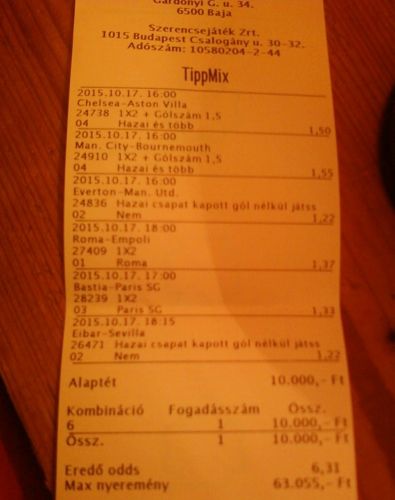 Gárdonyi G. u. 34.
6500 Baja
Szerencsejáték Zrt.
1015 Budapest Csalogány u. 30-32.
Adószám: 10580204-2-44
TippMix
2015.10.17. 16:00
Chelsea-Aston Villa
24738 1X2 + Gólszám 1,5
04 Hazai és több 1,50
2015.10.17. 16:00
Man. City-Bournemouth
24910 1X2 + Gólszám 1,5
04 Hazai és több 1,55
2015.10.17. 16:00
Everton-Man. Utd.
24836 Hazai csapat kapott gól nélkül játss
02 Nem 1,22
2015.10.17. 18:00
Roma-Empoli
27409 1X2
01 Roma 1,37
2015.10.17. 17:00
Bastia-Paris SG
28239 1X2
03 Paris SG 1,33
2015.10.17. 18:15
Eibar-Sevilla
26471 Hazai csapat kapott gól nélkül játss
02 Nem 1,22
Alaptét 10.000,- Ft
Kombináció Fogadásszám Össz.
6 1 10.000,- Ft
Össz. 1 10.000,- Ft
Eredő odds 6,31
Max nyeremény 63.055,- Ft